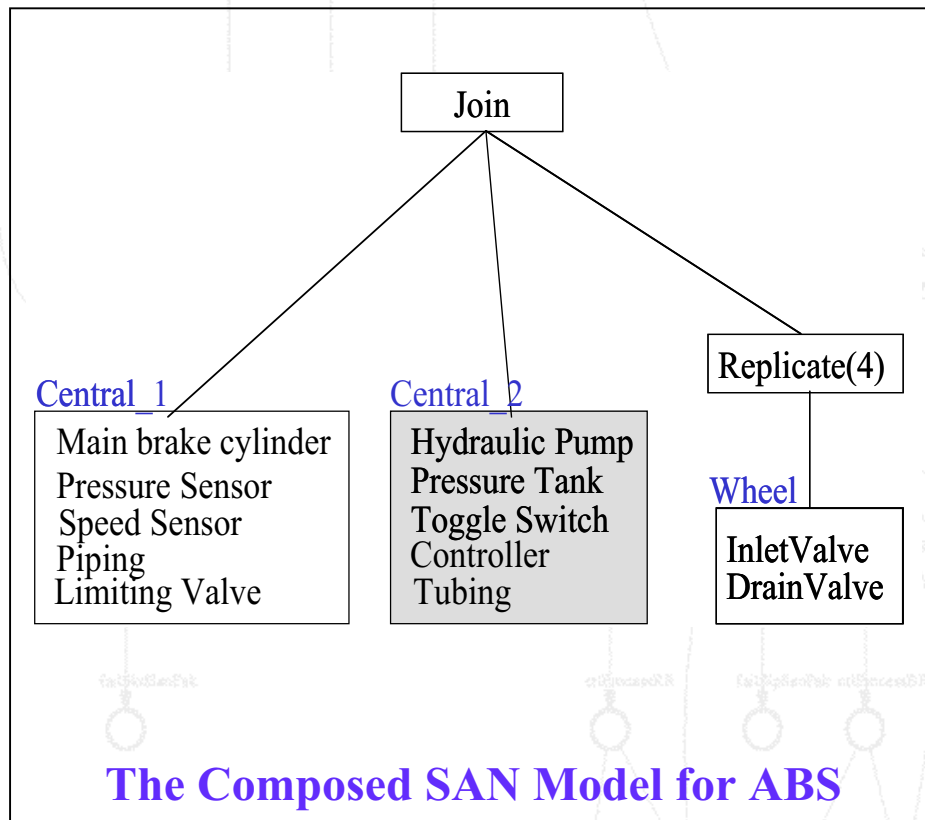 Join
Replicate(4)
Central_1
Main brake cylinder
Pressure Sensor
Speed Sensor
Piping
Limiting Valve
Central_2
Hydraulic Pump
Pressure Tank
Toggle Switch
Controller
Tubing
Wheel
InletValve
DrainValve
The Composed SAN Model for ABS